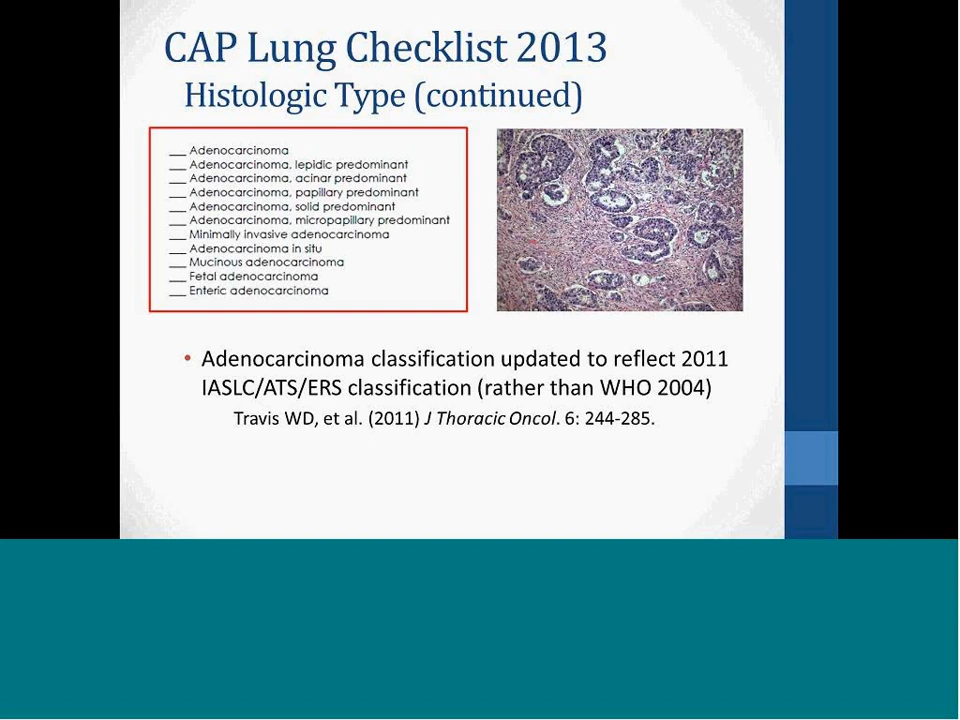 CAP Lung Checklist 2013
Histologic Type (continued)
___ Adenocarcinoma
___ Adenocarcinoma, lepidic predominant
___ Adenocarcinoma, acinar predominant
___ Adenocarcinoma, papillary predominant
___ Adenocarcinoma, solid predominant
___ Adenocarcinoma, micropapillary predominant
___ Minimally invasive adenocarcinoma
___ Adenocarcinoma in situ
___ Mucinous adenocarcinoma
___ Fetal adenocarcinoma
___ Enteric adenocarcinoma
• Adenocarcinoma classification updated to reflect 2011
IASLC/ATS/ERS classification (rather than WHO 2004)
Travis WD, et al. (2011) J Thoracic Oncol. 6: 244-285.